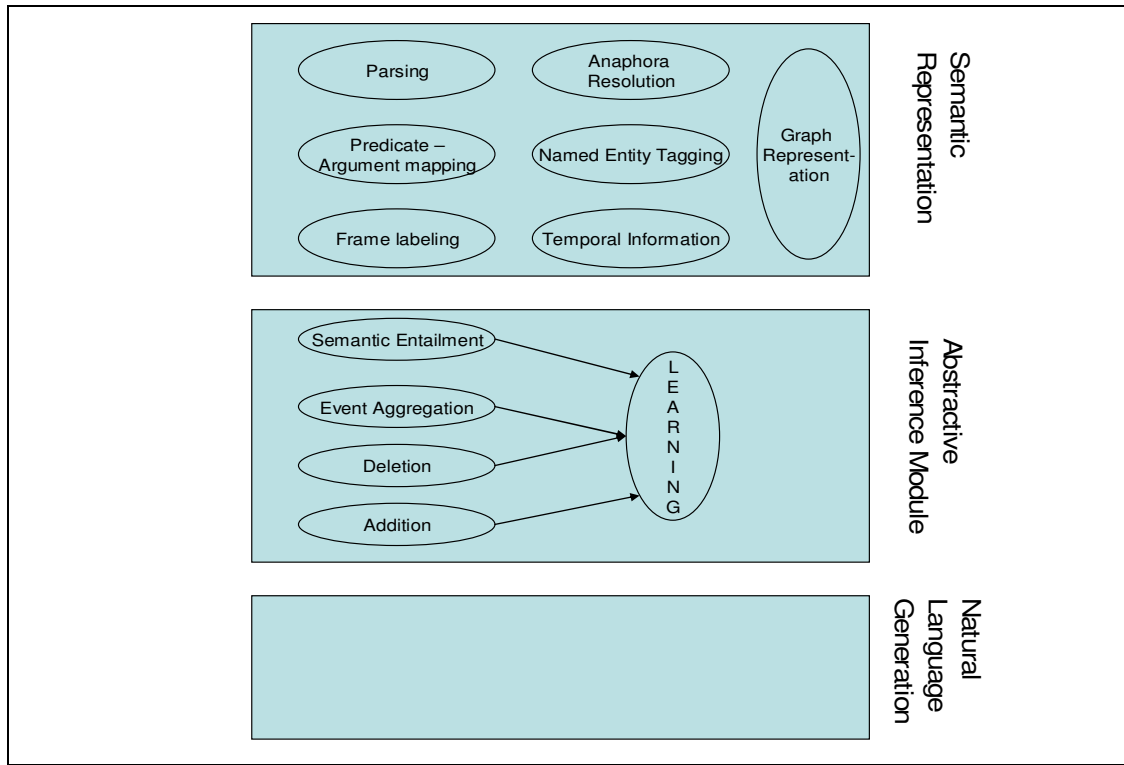 Parsing
Anaphora
Resolution
Predicate –
Argument mapping
Named Entity Tagging
Graph
Represent-
ation
Frame labeling
Temporal Information
Semantic
Representation
Semantic Entailment
Event Aggregation
Deletion
Addition
L
E
A
R
N
I
N
G
Abstractive
Inference Module
Natural
Language
Generation